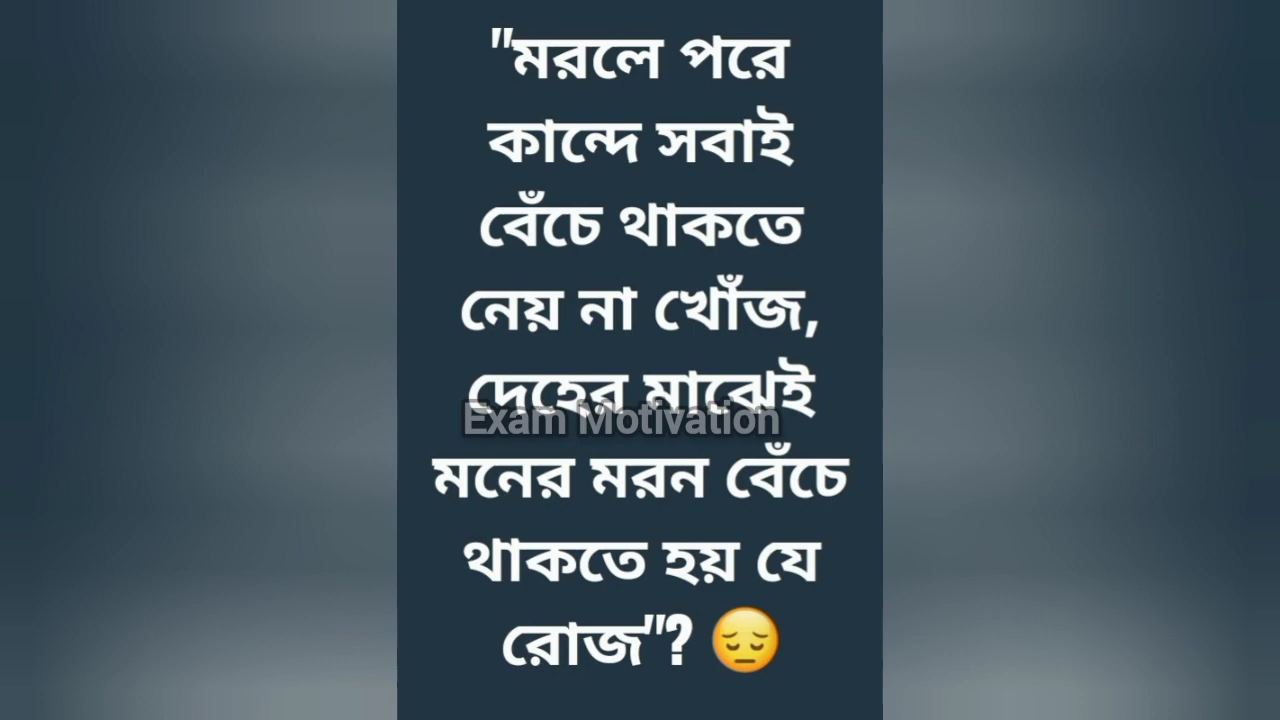 "মরলে পরে
কান্দে সবাই
বেঁচে থাকতে
নেয় না খোঁজ,
দেহের মাঝেই
Exam Motivation
মনের মরন বেঁচে
থাকতে হয় যে
রোজ"? 😔